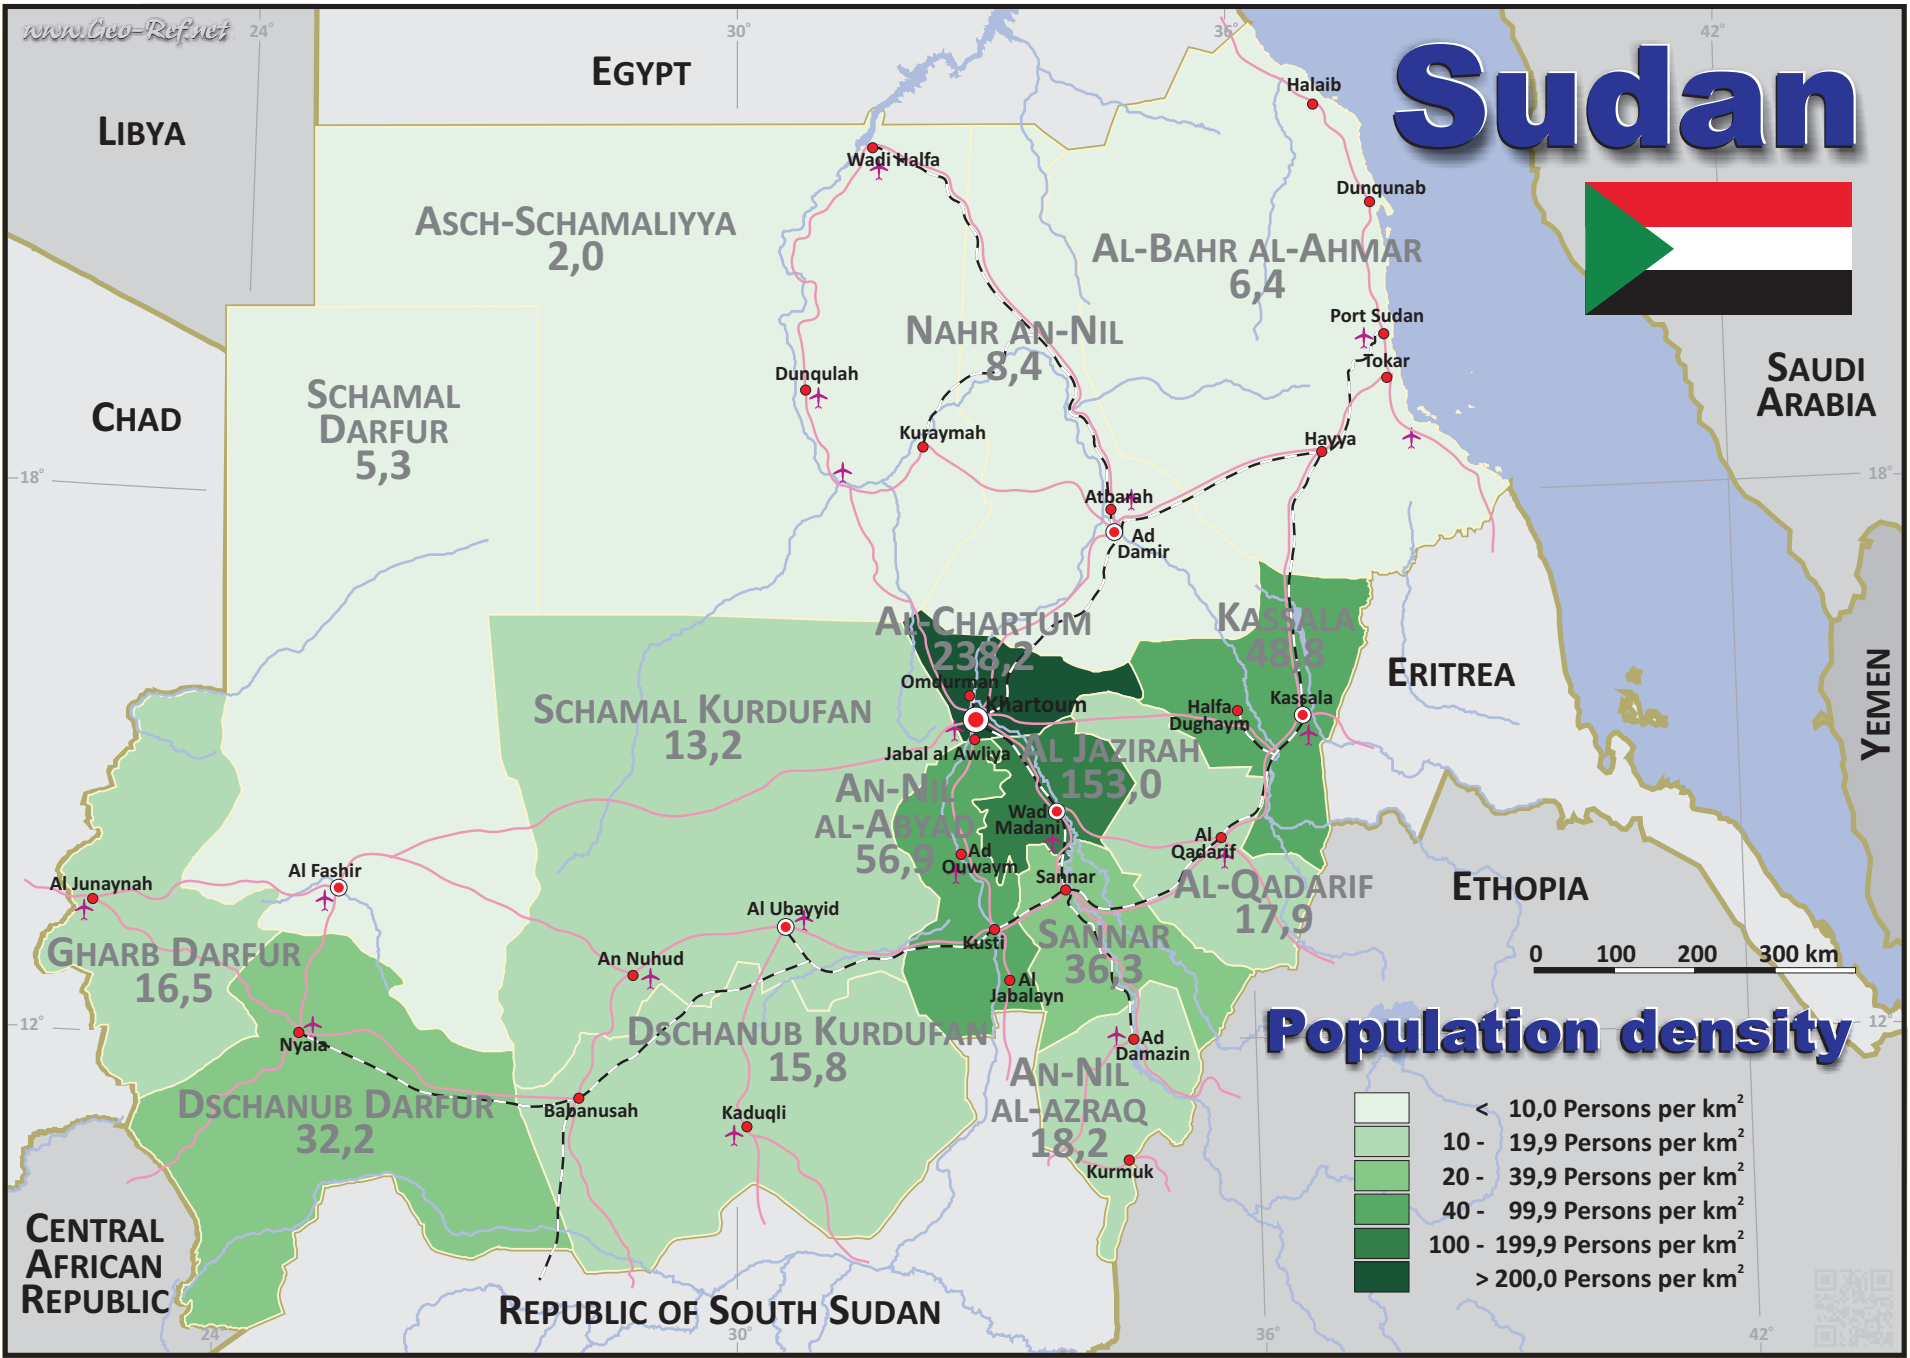 www.Geo-Ref.net
24°
30°
36°
42°
Sudan
EGYPT
LIBYA
Halaib
Wadi Halfa
Dunqunab
ASCH-SCHAMALIYYA
2,0
AL-BAHR AL-AHMAR
6,4
Port Sudan
NAHR AN-NIL
8,4
Tokar
SAUDI
ARABIA
Dunqulah
SCHAMAL
DARFUR
5,3
CHAD
Kuraymah
Hayya
18°
18°
Atbarah
Ad
Damir
AL-CHARTUM
238,2
KASSALA
48,8
ERITREA
YEMEN
Omdurman
Khartoum
SCHAMAL KURDUFAN
13,2
Halfa
Dughaym
Kassala
Jabal al Awliya
AL JAZIRAH
153,0
AN-NIL
AL-ABYAD
56,9
Wad
Madani
Al
Qadarif
Ad
Ouwaym
Al Fashir
Al Junaynah
Sannar
AL-QADARIF
17,9
ETHOPIA
Al Ubayyid
Kusti
SANNAR
36,3
GHARB DARFUR
16,5
An Nuhud
Al
Jabalayn
0 100 200 300 km
12°
12°
Nyala
DSCHANUB KURDUFAN
15,8
Ad
Damazin
Population density
AN-NIL
AL-AZRAQ
18,2
DSCHANUB DARFUR
32,2
Babanusah
Kaduqli
Kurmuk
< 10,0 Persons per km²
10 - 19,9 Persons per km²
20 - 39,9 Persons per km²
40 - 99,9 Persons per km²
100 - 199,9 Persons per km²
> 200,0 Persons per km²
CENTRAL
AFRICAN
REPUBLIC
REPUBLIC OF SOUTH SUDAN
24°
30°
36°
42°